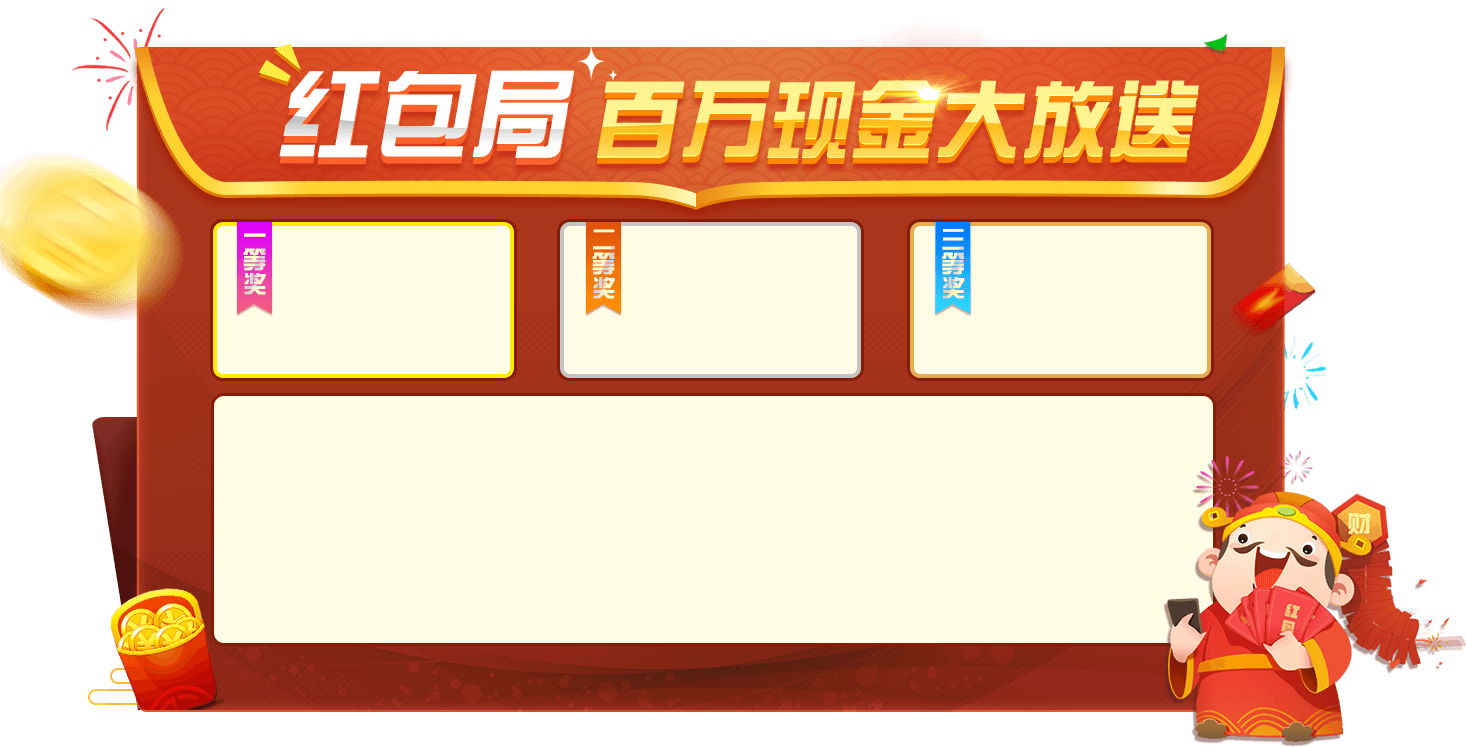 红包局 百万现金大放送
一等奖
二等奖
三等奖
财
红包